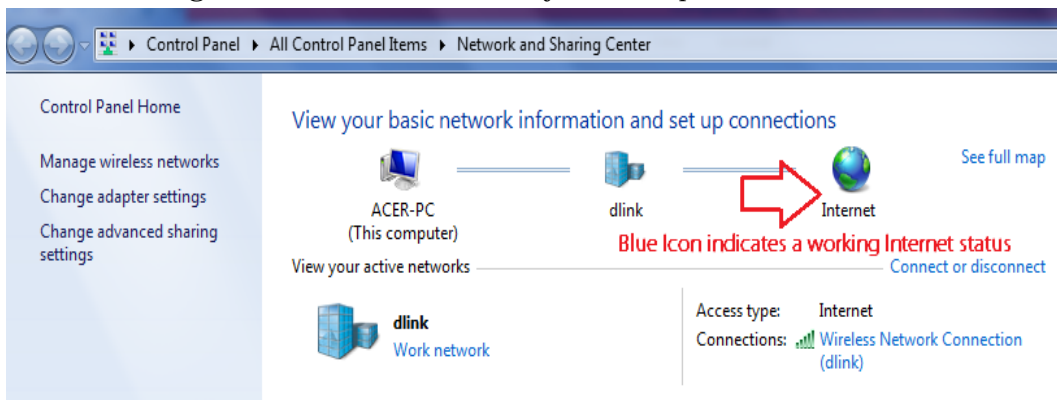 Control Panel ▸ All Control Panel Items ▸ Network and Sharing Center
Control Panel Home
Manage wireless networks
Change adapter settings
Change advanced sharing
settings
View your basic network information and set up connections
See full map
ACER-PC
(This computer)
dlink
Internet
Blue Icon indicates a working Internet status
View your active networks
Connect or disconnect
dlink
Work network
Access type: Internet
Connections: Wireless Network Connection
(dlink)